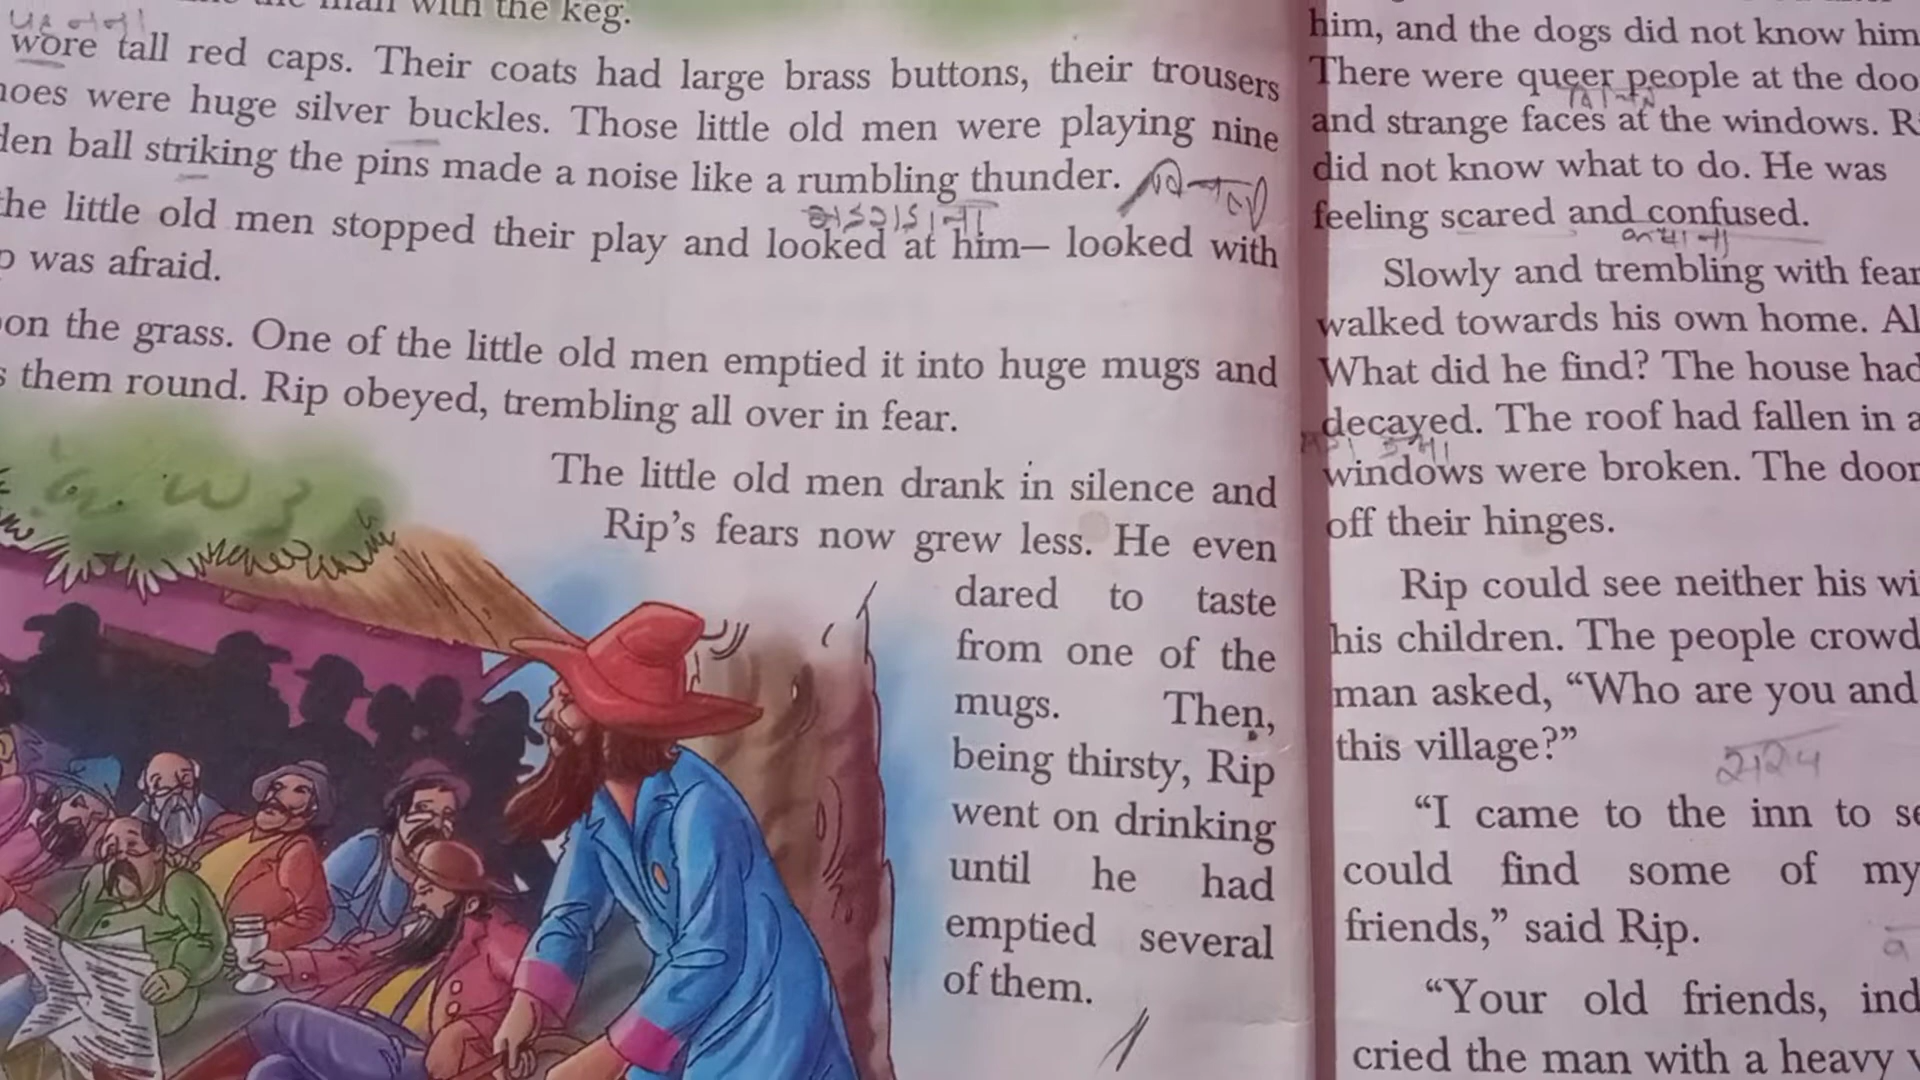 man with the keg.
पहनना
wore tall red caps. Their coats had large brass buttons, their trousers
hoes were huge silver buckles. Those little old men were playing nine
den ball striking the pins made a noise like a rumbling thunder.
the little old men stopped their play and looked at him— looked with
p was afraid.
on the grass. One of the little old men emptied it into huge mugs and
s them round. Rip obeyed, trembling all over in fear.
The little old men drank in silence and
Rip's fears now grew less. He even
dared to taste
from one of the
mugs. Then,
being thirsty, Rip
went on drinking
until he had
emptied several
of them.
him, and the dogs did not know him
There were queer people at the doo
and strange faces at the windows. R
did not know what to do. He was
feeling scared and confused.
Slowly and trembling with fear
walked towards his own home. Al
What did he find? The house had
decayed. The roof had fallen in a
windows were broken. The door
off their hinges.
Rip could see neither his wi
his children. The people crowd
man asked, “Who are you and
this village?”
“I came to the inn to se
could find some of my
friends,” said Rip.
“Your old friends, ind
cried the man with a heavy